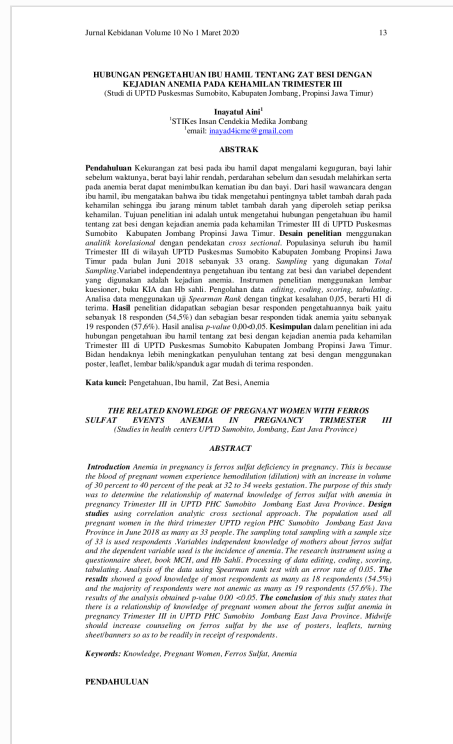 Jurnal Kebidanan Volume 10 No 1 Maret 2020 13
HUBUNGAN PENGETAHUAN IBU HAMIL TENTANG ZAT BESI DENGAN
KEJADIAN ANEMIA PADA KEHAMILAN TRIMESTER III
(Studi di UPTD Puskesmas Sumobito, Kabupaten Jombang, Propinsi Jawa Timur)
Inayatul Aini1
1STIKes Insan Cendekia Medika Jombang
1email: inayad4icme@gmail.com
ABSTRAK
Pendahuluan Kekurangan zat besi pada ibu hamil dapat mengalami keguguran, bayi lahir
sebelum waktunya, berat bayi lahir rendah, perdarahan sebelum dan sesudah melahirkan serta
pada anemia berat dapat menimbulkan kematian ibu dan bayi. Dari hasil wawancara dengan
ibu hamil, ibu mengatakan bahwa ibu tidak mengetahui pentingnya tablet tambah darah pada
kehamilan sehingga ibu jarang minum tablet tambah darah yang diperoleh setiap periksa
kehamilan. Tujuan penelitian ini adalah untuk mengetahui hubungan pengetahuan ibu hamil
tentang zat besi dengan kejadian anemia pada kehamilan Trimester III di UPTD Puskesmas
Sumobito Kabupaten Jombang Propinsi Jawa Timur. Desain penelitian menggunakan
analitik korelasional dengan pendekatan cross sectional. Populasinya seluruh ibu hamil
Trimester III di wilayah UPTD Puskesmas Sumobito Kabupaten Jombang Propinsi Jawa
Timur pada bulan Juni 2018 sebanyak 33 orang. Sampling yang digunakan Total
Sampling.Variabel independentnya pengetahuan ibu tentang zat besi dan variabel dependent
yang digunakan adalah kejadian anemia. Instrumen penelitian menggunakan lembar
kuesioner, buku KIA dan Hb sahli. Pengolahan data editing, coding, scoring, tabulating.
Analisa data menggunakan uji Spearman Rank dengan tingkat kesalahan 0,05, berarti H1 di
terima. Hasil penelitian didapatkan sebagian besar responden pengetahuannya baik yaitu
sebanyak 18 responden (54,5%) dan sebagian besar responden tidak anemia yaitu sebanyak
19 responden (57,6%). Hasil analisi p-value 0.00<0,05. Kesimpulan dalam penelitian ini ada
hubungan pengetahuan ibu hamil tentang zat besi dengan kejadian anemia pada kehamilan
Trimester III di UPTD Puskesmas Sumobito Kabupaten Jombang Propinsi Jawa Timur.
Bidan hendaknya lebih meningkatkan penyuluhan tentang zat besi dengan menggunakan
poster, leaflet, lembar balik/spanduk agar mudah di terima responden.
Kata kunci: Pengetahuan, Ibu hamil, Zat Besi, Anemia
THE RELATED KNOWLEDGE OF PREGNANT WOMEN WITH FERROS
SULFAT EVENTS ANEMIA IN PREGNANCY TRIMESTER III
(Studies in health centers UPTD Sumobito, Jombang, East Java Province)
ABSTRACT
Introduction Anemia in pregnancy is ferros sulfat deficiency in pregnancy. This is because
the blood of pregnant women experience hemodilution (dilution) with an increase in volume
of 30 percent to 40 percent of the peak at 32 to 34 weeks gestation. The purpose of this study
was to determine the relationship of maternal knowledge of ferros sulfat with anemia in
pregnancy Trimester III in UPTD PHC Sumobito Jombang East Java Province. Design
studies using correlation analytic cross sectional approach. The population used all
pregnant women in the third trimester UPTD region PHC Sumobito Jombang East Java
Province in June 2018 as many as 33 people. The sampling total sampling with a sample size
of 33 is used respondents .Variables independent knowledge of mothers about ferros sulfat
and the dependent variable used is the incidence of anemia. The research instrument using a
questionnaire sheet, book MCH, and Hb Sahli. Processing of data editing, coding, scoring,
tabulating. Analysis of the data using Spearman rank test with an error rate of 0.05. The
results showed a good knowledge of most respondents as many as 18 respondents (54.5%)
and the majority of respondents were not anemic as many as 19 respondents (57.6%). The
results of the analysis obtained p-value 0.00 <0.05. The conclusion of this study states that
there is a relationship of knowledge of pregnant women about the ferros sulfat anemia in
pregnancy Trimester III in UPTD PHC Sumobito Jombang East Java Province. Midwife
should increase counseling on ferros sulfat by the use of posters, leaflets, turning
sheet/banners so as to be readily in receipt of respondents.
Keywords: Knowledge, Pregnant Women, Ferros Sulfat, Anemia
PENDAHULUAN